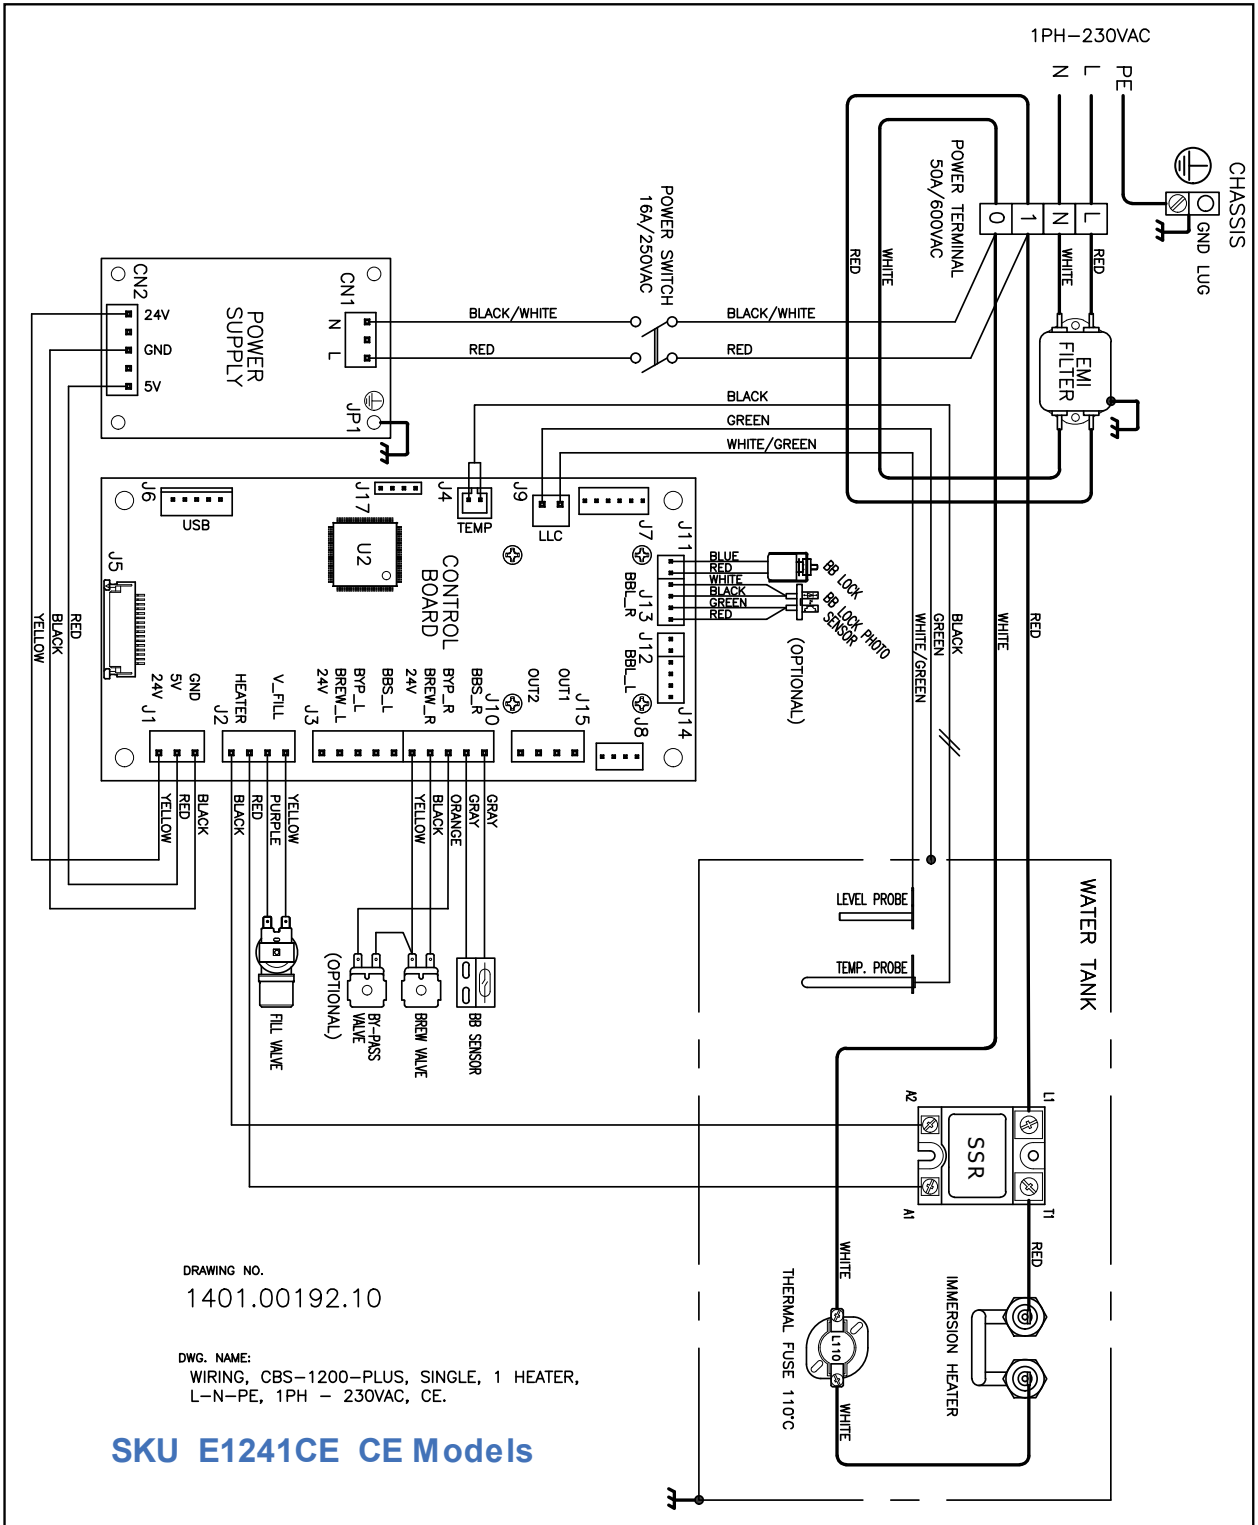 1PH-230VAC
N
L
PE
CHASSIS
GND LUG
POWER TERMINAL
50A/600VAC
0
1
N
L
RED
WHITE
WHITE
RED
EMI
FILTER
POWER SWITCH
16A/250VAC
CN2
24V
GND
5V
POWER
SUPPLY
CN1
N
L
JP1
BLACK/WHITE
RED
BLACK/WHITE
RED
BLACK
GREEN
WHITE/GREEN
J6
USB
J17
J4
TEMP
J9
LLC
J7
J11
U2
CONTROL
BOARD
BBL_R
J13
J12
BBL_L
J14
J5
BLUE
RED
WHITE
BLACK
GREEN
RED
BB LOCK
BB LOCK PHOTO
SENSOR
(OPTIONAL)
WHITE/GREEN
GREEN
BLACK
WHITE
RED
YELLOW
BLACK
RED
24V
5V
GND
J1
HEATER
V_FILL
J2
24V
BREW_L
BYP_L
BBS_L
J3
24V
BREW_R
BYP_R
BBS_R
J10
OUT2
OUT1
J15
J8
YELLOW
RED
BLACK
BLACK
RED
PURPLE
YELLOW
YELLOW
BLACK
ORANGE
GRAY
GRAY
WATER TANK
LEVEL PROBE
TEMP. PROBE
FILL VALVE
(OPTIONAL)
BY-PASS
VALVE
BREW VALVE
BB SENSOR
A2
L1
SSR
A1
T1
WHITE
RED
THERMAL FUSE 110°C
L110
IMMERSION HEATER
WHITE
DRAWING NO.
1401.00192.10
DWG. NAME:
WIRING, CBS-1200-PLUS, SINGLE, 1 HEATER,
L-N-PE, 1PH - 230VAC, CE.
SKU E1241CE CE Models